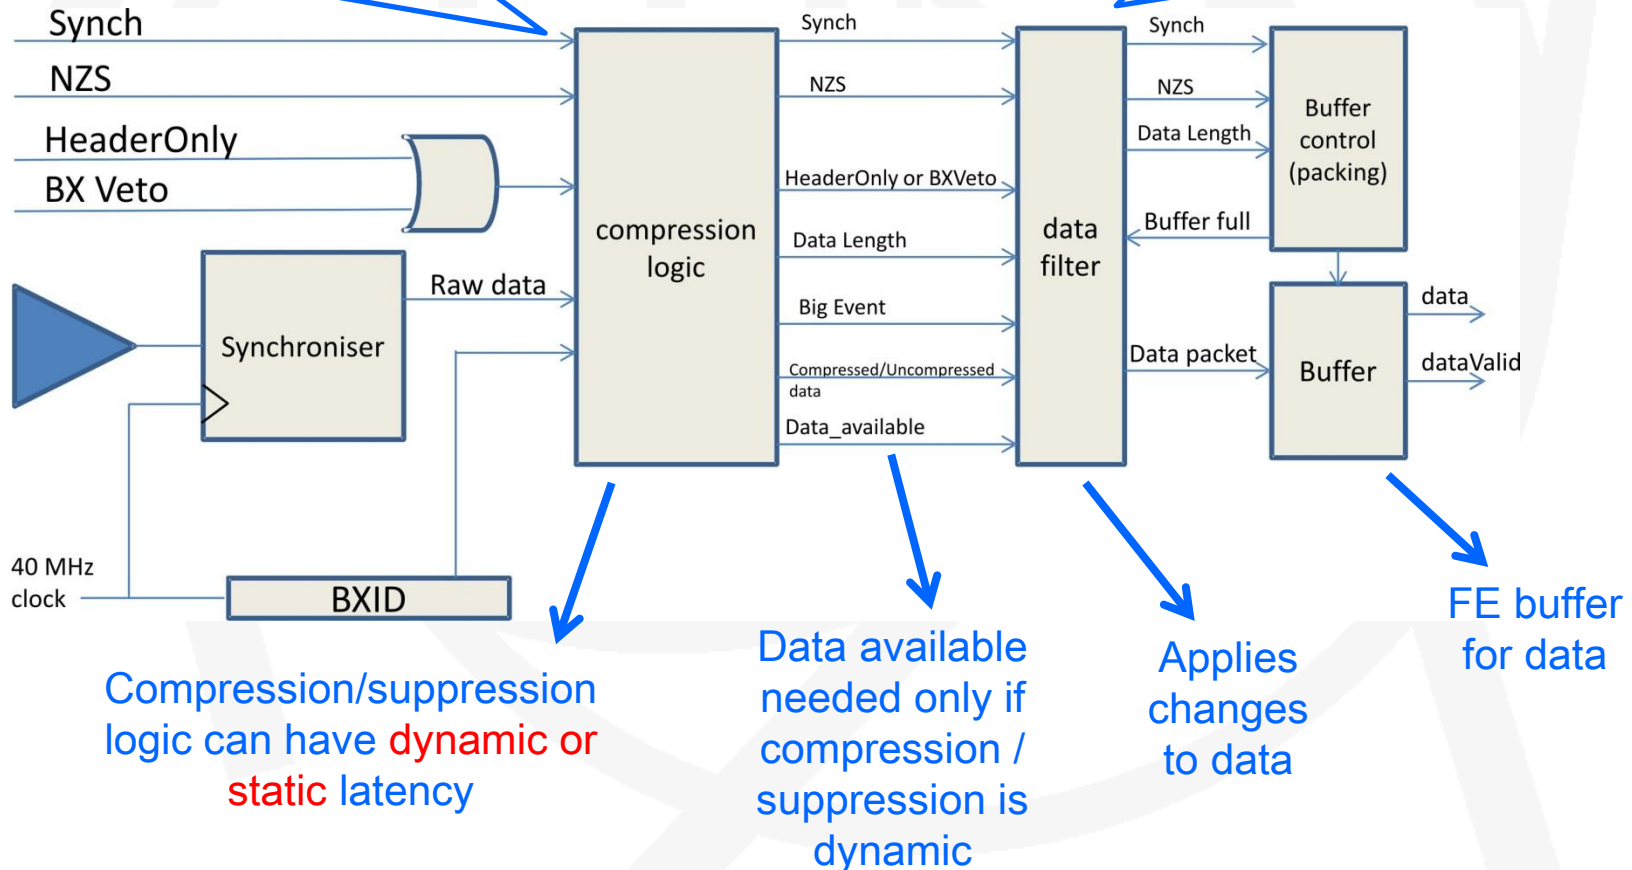 Synch
NZS
HeaderOnly
BX Veto
Synchroniser
Raw data
40 MHz
clock
BXID
compression
logic
Synch
NZS
HeaderOnly or BXVeto
Data Length
Big Event
Compressed/Uncompressed
data
Data_available
data
filter
Synch
NZS
Data Length
Buffer full
Data packet
Buffer
control
(packing)
Buffer
data
dataValid
Compression/suppression
logic can have dynamic or
static latency
Data available
needed only if
compression /
suppression is
dynamic
Applies
changes
to data
FE buffer
for data